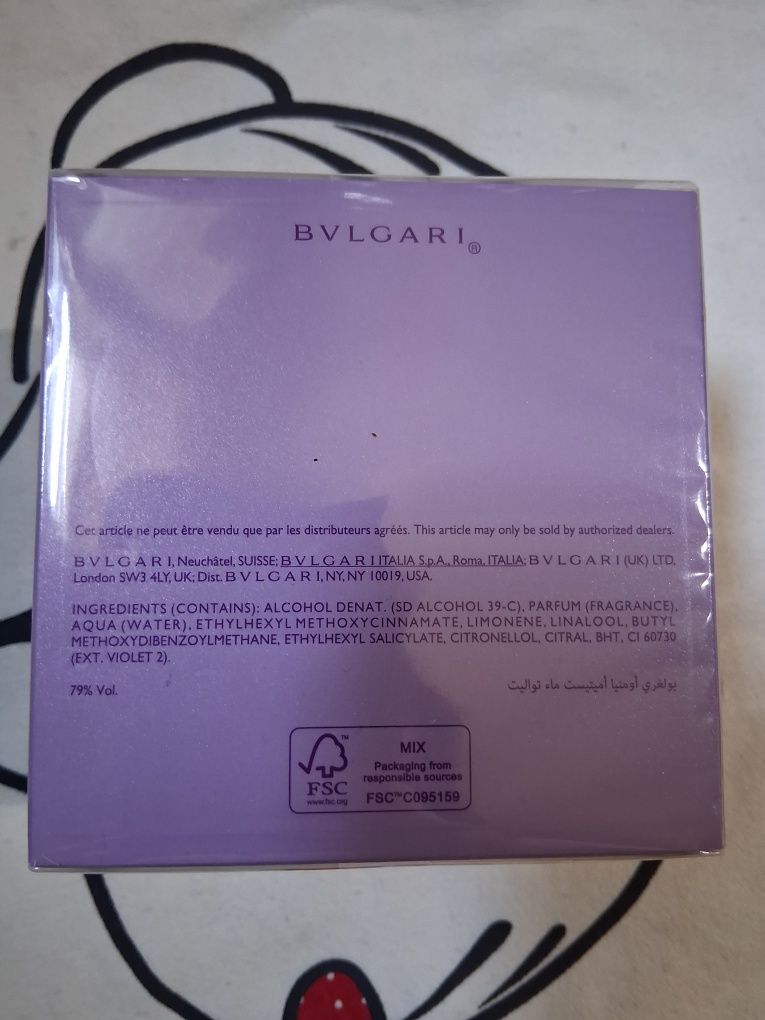 BVLGARI®
Cet article ne peut être vendu que par les distributeurs agréés. This article may only be sold by authorized dealers.
BVLGARI, Neuchâtel, SUISSE; BVLGARI ITALIA S.p.A., Roma, ITALIA; BVLGARI (UK) LTD,
London SW3 4LY, UK; Dist. BVLGARI, NY, NY 10019, USA.
INGREDIENTS (CONTAINS): ALCOHOL DENAT. (SD ALCOHOL 39-C), PARFUM (FRAGRANCE),
AQUA (WATER), ETHYLHEXYL METHOXYCINNAMATE, LIMONENE, LINALOOL, BUTYL
METHOXYDIBENZOYLMETHANE, ETHYLHEXYL SALICYLATE, CITRONELLOL, CITRAL, BHT, CI 60730
(EXT. VIOLET 2).
79% Vol.
بولغري أومنيا أميتيست ماء تواليت
™
FSC
www.fsc.org
MIX
Packaging from
responsible sources
FSC™ C095159